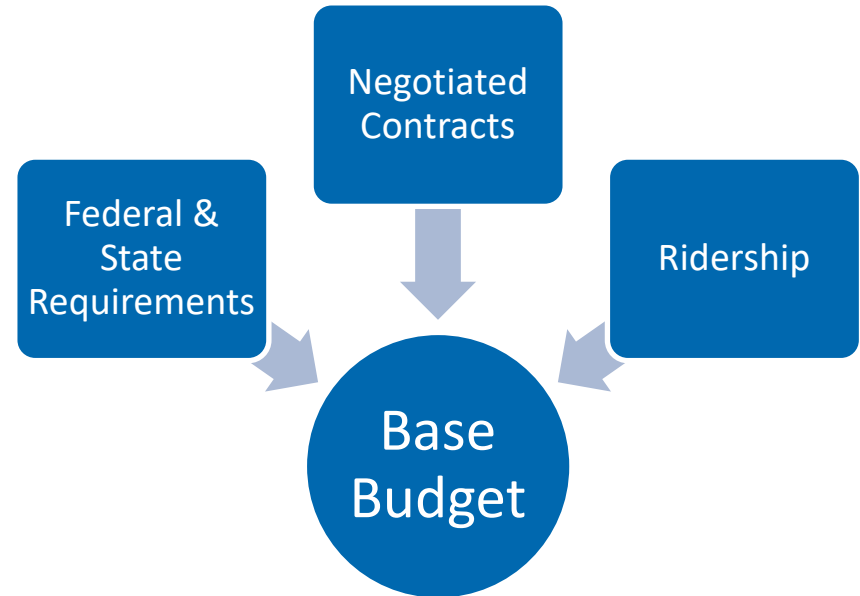 Negotiated
Contracts
Federal &
State
Requirements
Ridership
Base
Budget